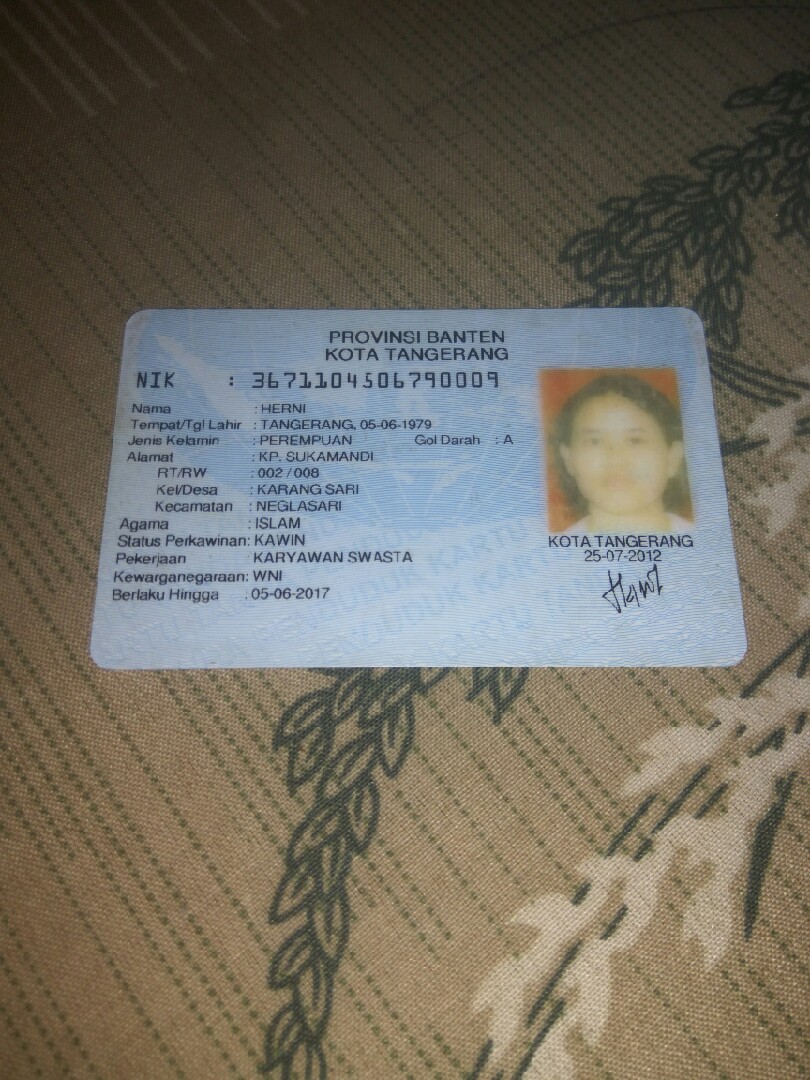 PROVINSI BANTEN
KOTA TANGERANG
NIK : 3671104506790009
Nama : HERNI
Tempat/Tgl Lahir : TANGERANG, 05-06-1979
Jenis Kelamin : PEREMPUAN Gol Darah : A
Alamat : KP. SUKAMANDI
RT/RW : 002 / 008
Kel/Desa : KARANG SARI
Kecamatan : NEGLASARI
Agama : ISLAM
Status Perkawinan: KAWIN
Pekerjaan : KARYAWAN SWASTA
Kewarganegaraan: WNI
Berlaku Hingga : 05-06-2017
KOTA TANGERANG
25-07-2012